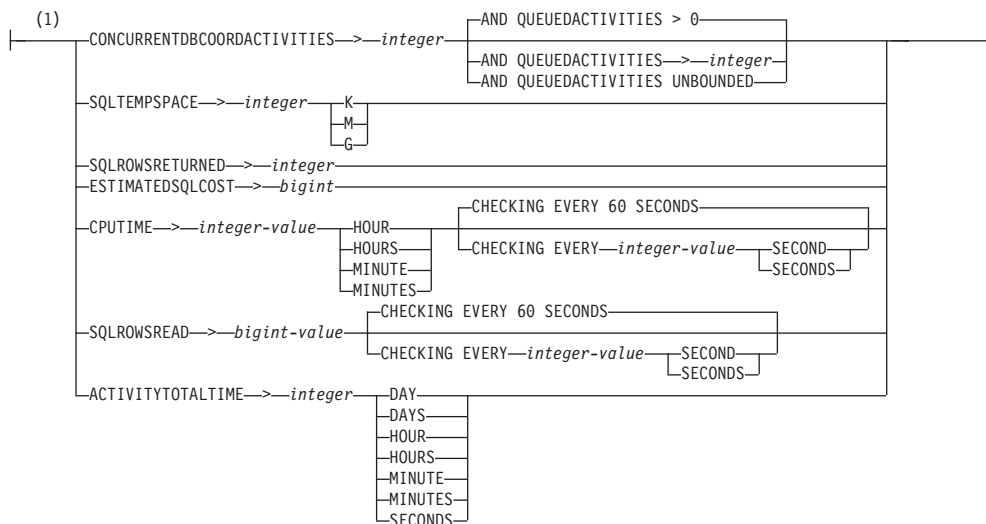 (1)
AND QUEUEDACTIVITIES > 0
CONCURRENTDBCOORDACTIVITIES > integer
AND QUEUEDACTIVITIES > integer
AND QUEUEDACTIVITIES UNBOUNDED
SQLTEMPSPACE > integer K
M
G
SQLROWSRETURNED > integer
ESTIMATEDSQLCOST > bigint
CHECKING EVERY 60 SECONDS
CPUTIME > integer-value HOUR
HOURS
CHECKING EVERY integer-value SECOND
MINUTE
SECONDS
MINUTES
CHECKING EVERY 60 SECONDS
SQLROWSREAD > bigint-value
CHECKING EVERY integer-value SECOND
SECONDS
ACTIVITYTOTALTIME > integer DAY
DAYS
HOUR
HOURS
MINUTE
MINUTES
SECONDS